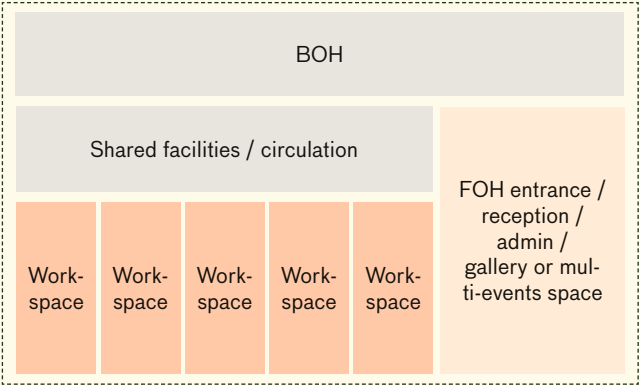 BOH
Shared facilities / circulation
FOH entrance /
reception /
admin /
gallery or mul-
ti-events space
Work-
space
Work-
space
Work-
space
Work-
space
Work-
space